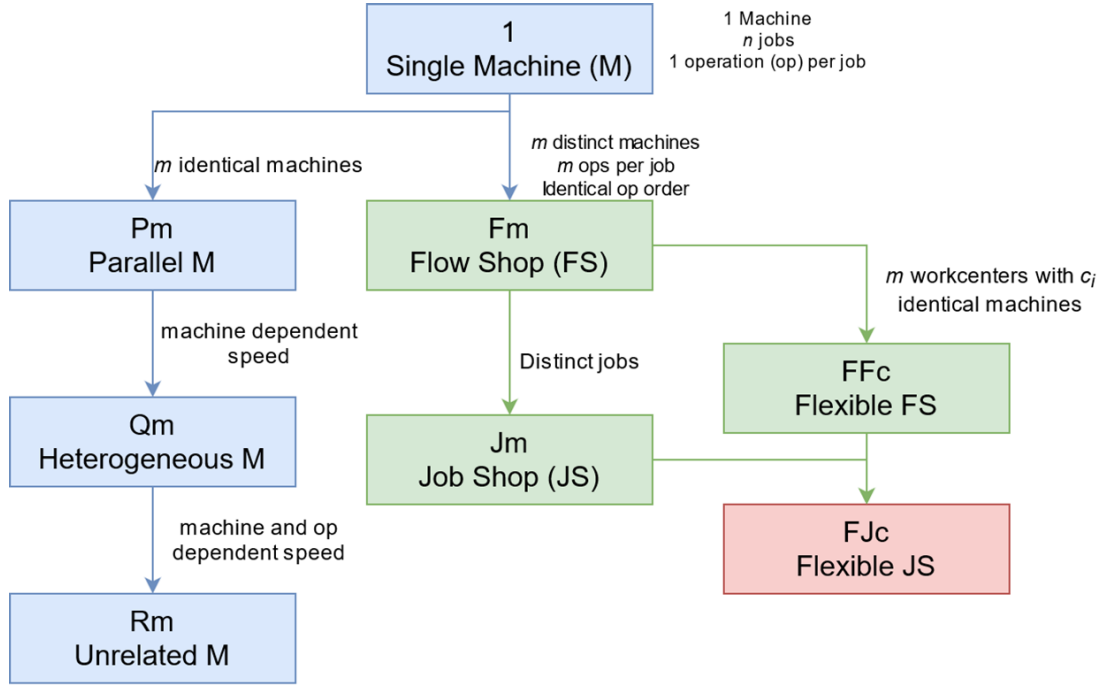 1
Single Machine (M)
1 Machine
n jobs
1 operation (op) per job
m identical machines
m distinct machines
m ops per job
Identical op order
Pm
Parallel M
Fm
Flow Shop (FS)
m workcenters with ci
identical machines
machine dependent
speed
Distinct jobs
FFc
Flexible FS
Qm
Heterogeneous M
Jm
Job Shop (JS)
machine and op
dependent speed
FJc
Flexible JS
Rm
Unrelated M